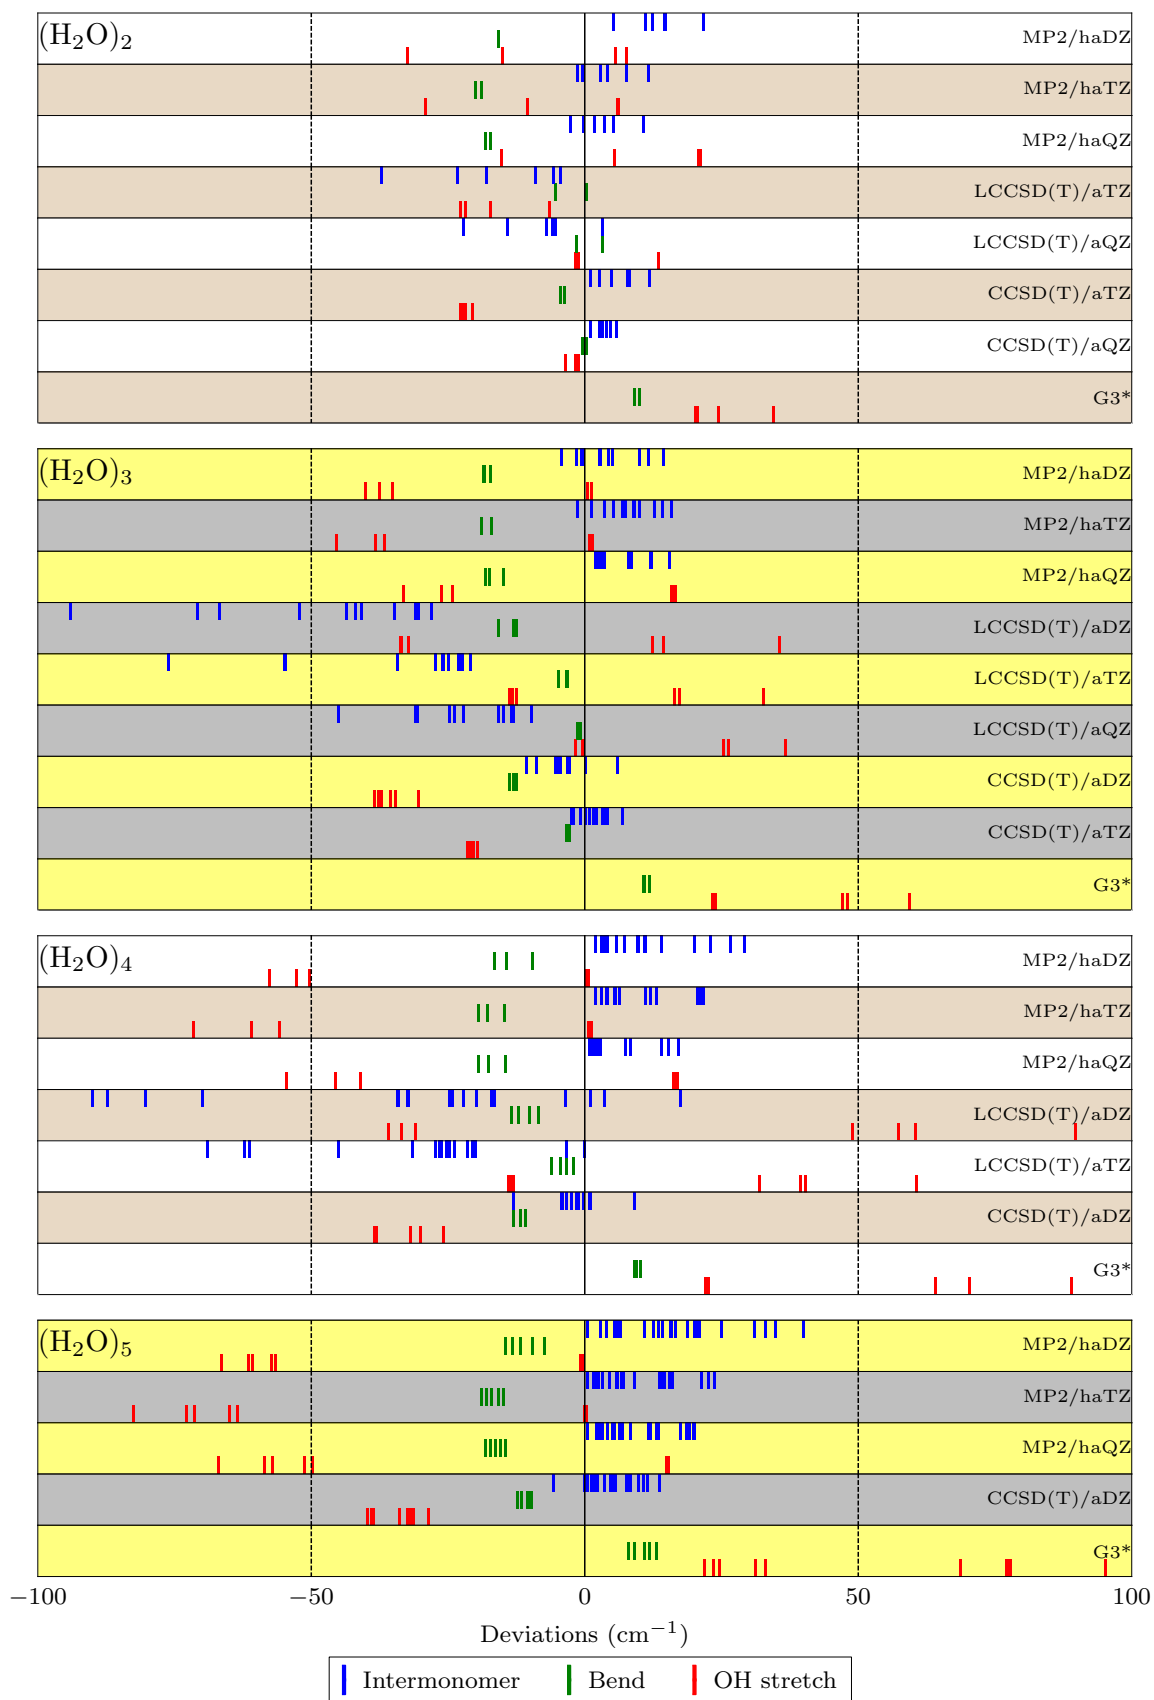 (H₂O)₂
MP2/haDZ
MP2/haTZ
MP2/haQZ
LCCSD(T)/aTZ
LCCSD(T)/aQZ
CCSD(T)/aTZ
CCSD(T)/aQZ
G3*
(H₂O)₃
MP2/haDZ
MP2/haTZ
MP2/haQZ
LCCSD(T)/aDZ
LCCSD(T)/aTZ
LCCSD(T)/aQZ
CCSD(T)/aDZ
CCSD(T)/aTZ
G3*
(H₂O)₄
MP2/haDZ
MP2/haTZ
MP2/haQZ
LCCSD(T)/aDZ
LCCSD(T)/aTZ
CCSD(T)/aDZ
G3*
(H₂O)₅
MP2/haDZ
MP2/haTZ
MP2/haQZ
CCSD(T)/aDZ
G3*
−100 −50 0 50 100
Deviations (cm⁻¹)
Intermonomer Bend OH stretch